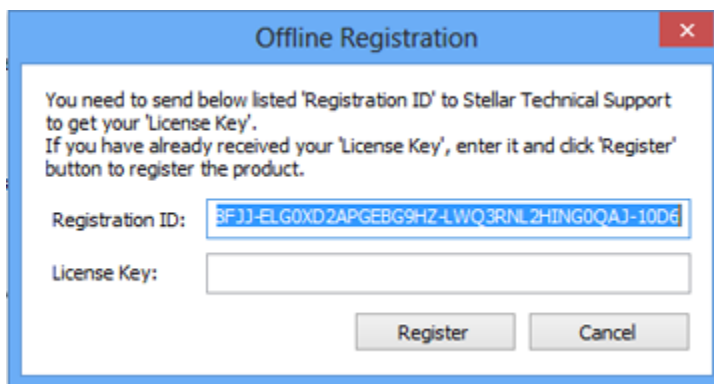 Offline Registration
You need to send below listed 'Registration ID' to Stellar Technical Support
to get your 'License Key'.
If you have already received your 'License Key', enter it and click 'Register'
button to register the product.
Registration ID: 3FJJ-ELG0XD2APGEBG9HZ-LWQ3RNL2HING0QAJ-10D6
License Key:
Register Cancel